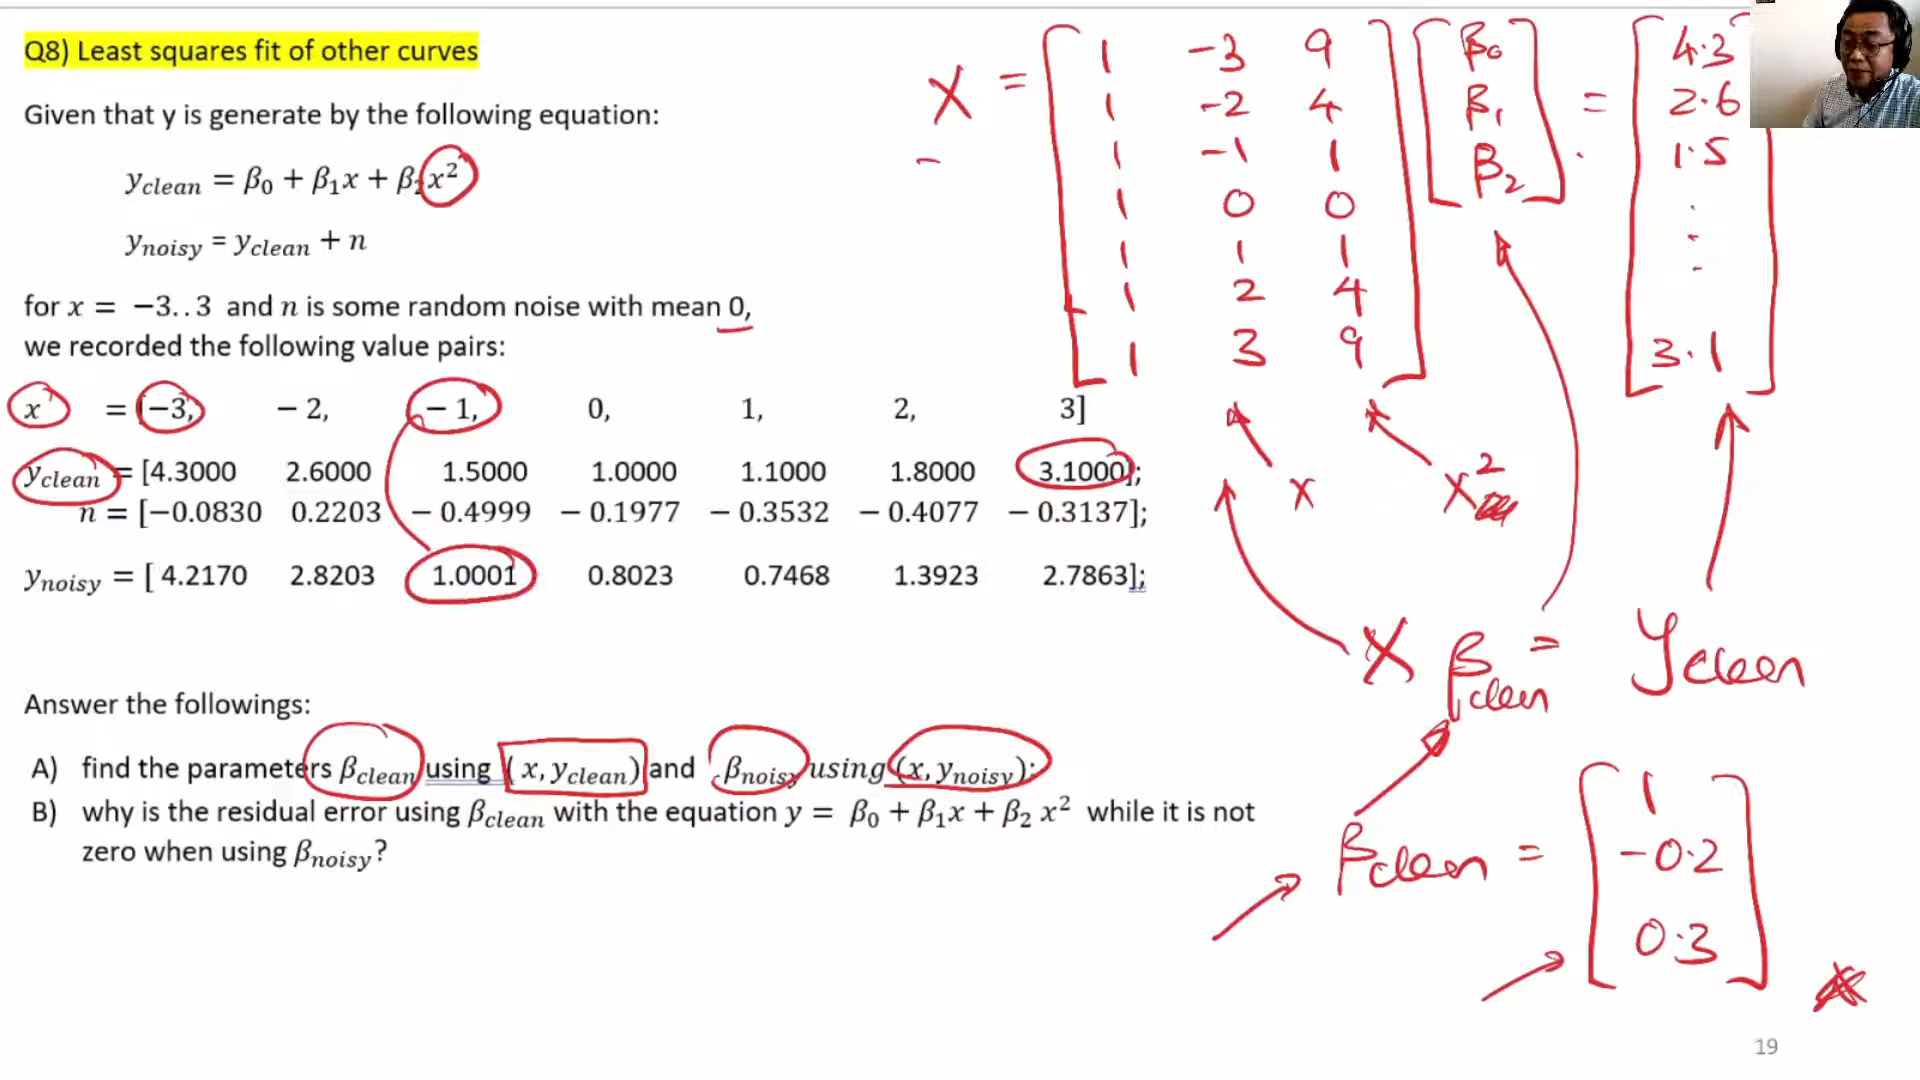 Q8) Least squares fit of other curves
Given that y is generate by the following equation:
y_clean = β₀ + β₁x + β₂x²
y_noisy = y_clean + n
for x = −3..3 and n is some random noise with mean 0,
we recorded the following value pairs:
x = [−3, − 2, − 1, 0, 1, 2, 3]
y_clean = [4.3000 2.6000 1.5000 1.0000 1.1000 1.8000 3.1000];
n = [−0.0830 0.2203 − 0.4999 − 0.1977 − 0.3532 − 0.4077 − 0.3137];
y_noisy = [ 4.2170 2.8203 1.0001 0.8023 0.7468 1.3923 2.7863];
Answer the followings:
A) find the parameters β_clean using (x, y_clean) and β_noisy using (x, y_noisy);
B) why is the residual error using β_clean with the equation y = β₀ + β₁x + β₂ x² while it is not
zero when using β_noisy?
X =
1 -3 9
1 -2 4
1 -1 1
1 0 0
1 1 1
1 2 4
1 3 9
β₀
β₁
β₂
=
4.3
2.6
1.5
3.1
x
x²
X β_clean = y_clean
β_clean =
1
-0.2
0.3
19